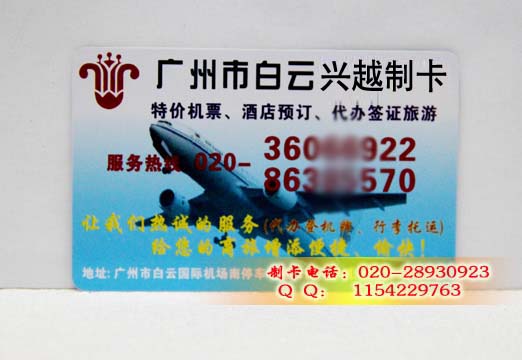 广州市白云兴越制卡
特价机票、酒店预订、代办签证旅游
服务热线 020- 36 922
86 570
让我们热诚的服务(代办登机牌、行李托运)
给您的商旅增添便捷、愉快!
地址: 广州市白云国际机场南停车
制卡电话: 020-28930923
Q Q: 1154229763